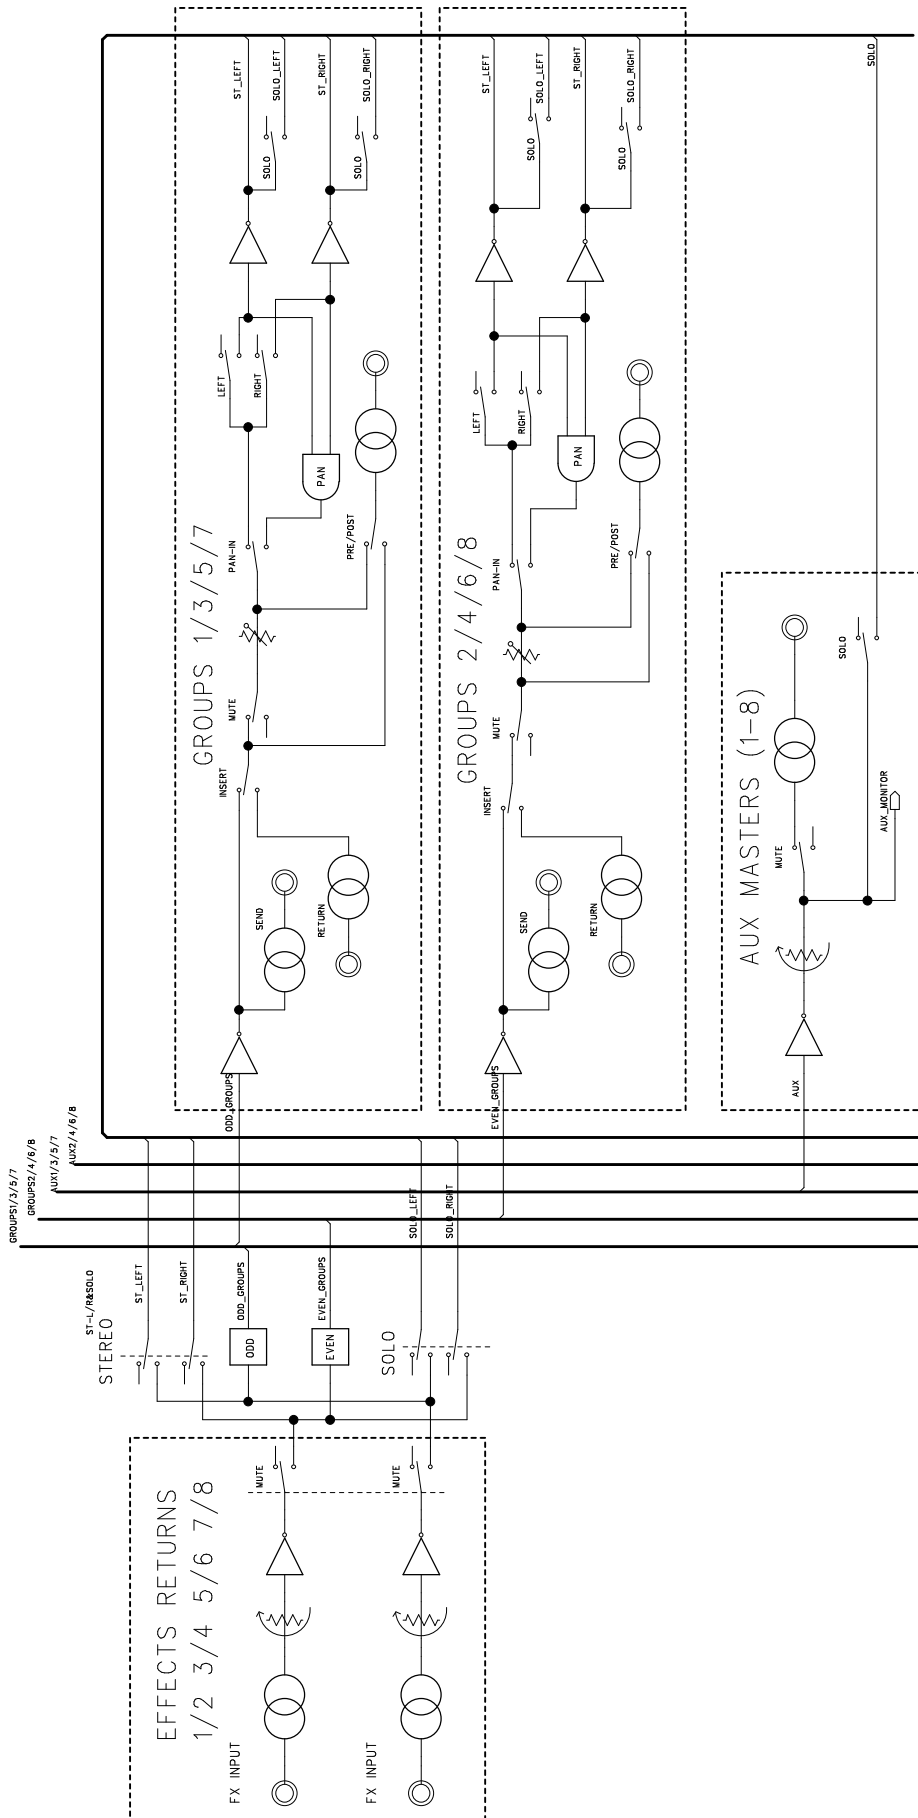 ST_LEFT
SOLO_LEFT
ST_RIGHT
SOLO_RIGHT
SOLO
SOLO
LEFT
RIGHT
PAN
PAN-IN
PRE/POST
GROUPS 1/3/5/7
MUTE
INSERT
SEND
RETURN
ODD_GROUPS
ST_LEFT
SOLO_LEFT
ST_RIGHT
SOLO_RIGHT
SOLO
SOLO
LEFT
RIGHT
PAN
PAN-IN
PRE/POST
GROUPS 2/4/6/8
MUTE
INSERT
SEND
RETURN
EVEN_GROUPS
SOLO
SOLO
AUX MASTERS (1-8)
MUTE
AUX_MONITOR
AUX
GROUPS1/3/5/7
GROUPS2/4/6/8
AUX1/3/5/7
AUX2/4/6/8
ST-L/R&SOLO
STEREO
ST_LEFT
ST_RIGHT
ODD_GROUPS
EVEN_GROUPS
SOLO_LEFT
SOLO_RIGHT
ODD
EVEN
SOLO
EFFECTS RETURNS
1/2 3/4 5/6 7/8
MUTE
MUTE
FX INPUT
FX INPUT